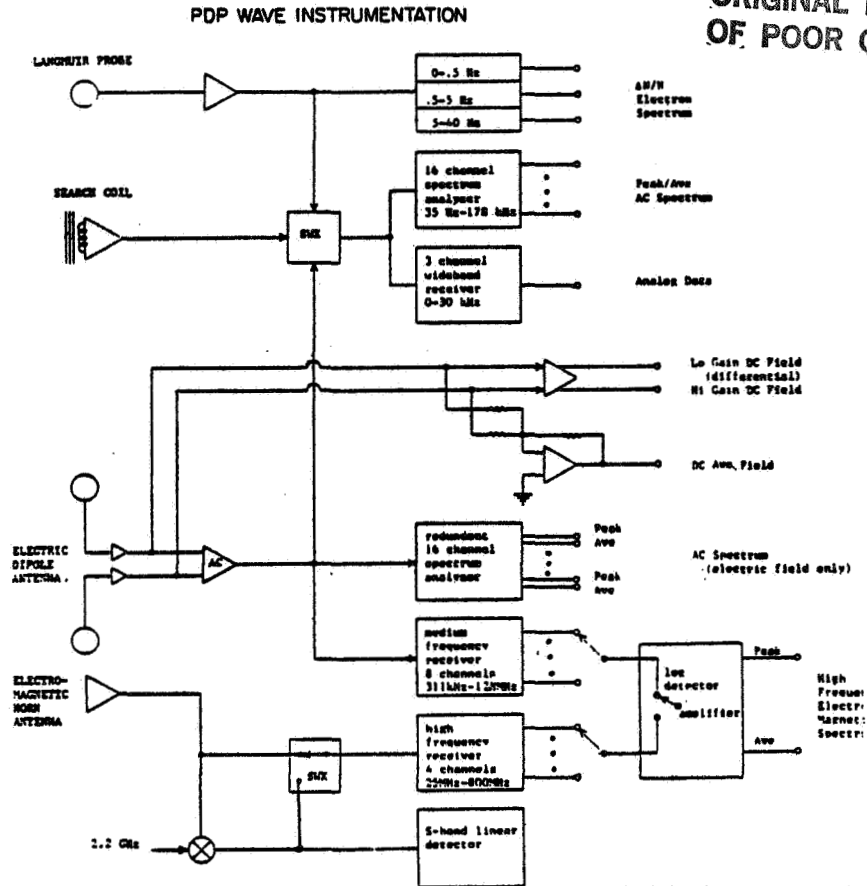 PDP WAVE INSTRUMENTATION
ORIGINAL
OF POOR
LANGMUIR PROBE
0-.5 Hz
.5-5 Hz
5-40 Hz
ΔN/N
Electron
Spectrum
SEARCH COIL
SWX
16 channel
spectrum
analyzer
35 Hz-178 kHz
Peak/Ave
AC Spectrum
3 channel
wideband
receiver
0-30 kHz
Analog Data
Lo Gain DC Field
(differential)
Hi Gain DC Field
DC Ave. Field
ELECTRIC
DIPOLE
ANTENNA
AC
redundant
16 channel
spectrum
analyzer
Peak
Ave
Peak
Ave
AC Spectrum
(electric field only)
medium
frequency
receiver
8 channels
311kHz-12MHz
ELECTRO-
MAGNETIC
HORN
ANTENNA
log
detector
amplifier
Peak
Ave
High
SWX
high
frequency
receiver
4 channels
25MHz-800MHz
2.2 GHz
S-band linear
detector